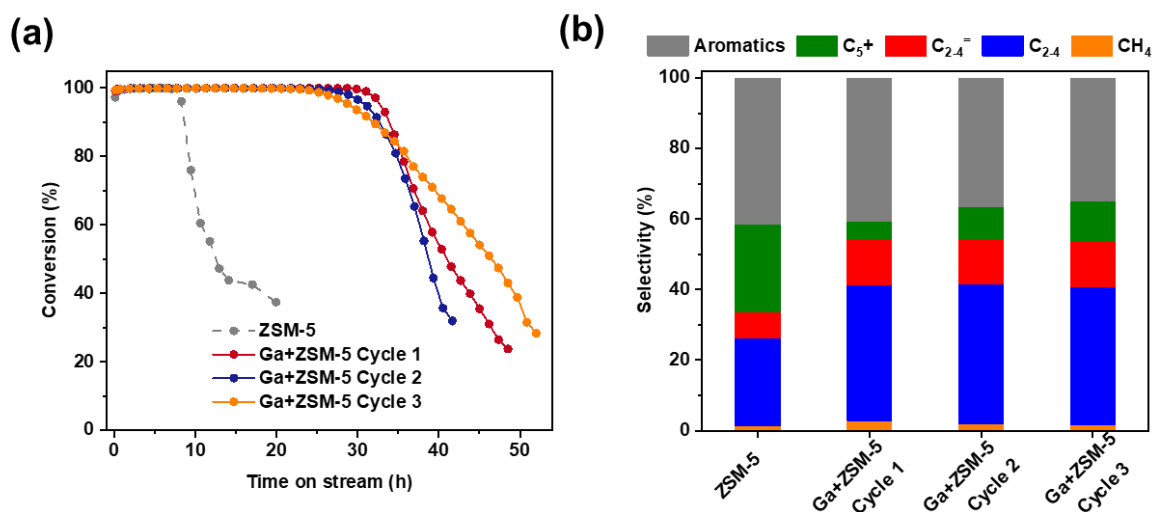 (a)
Conversion (%)
100
80
60
40
20
0
ZSM-5
Ga+ZSM-5 Cycle 1
Ga+ZSM-5 Cycle 2
Ga+ZSM-5 Cycle 3
0 10 20 30 40 50
Time on stream (h)
(b)
Aromatics C₅+ C₂₋₄⁼ C₂₋₄ CH₄
Selectivity (%)
100
80
60
40
20
0
ZSM-5
Ga+ZSM-5
Cycle 1
Ga+ZSM-5
Cycle 2
Ga+ZSM-5
Cycle 3